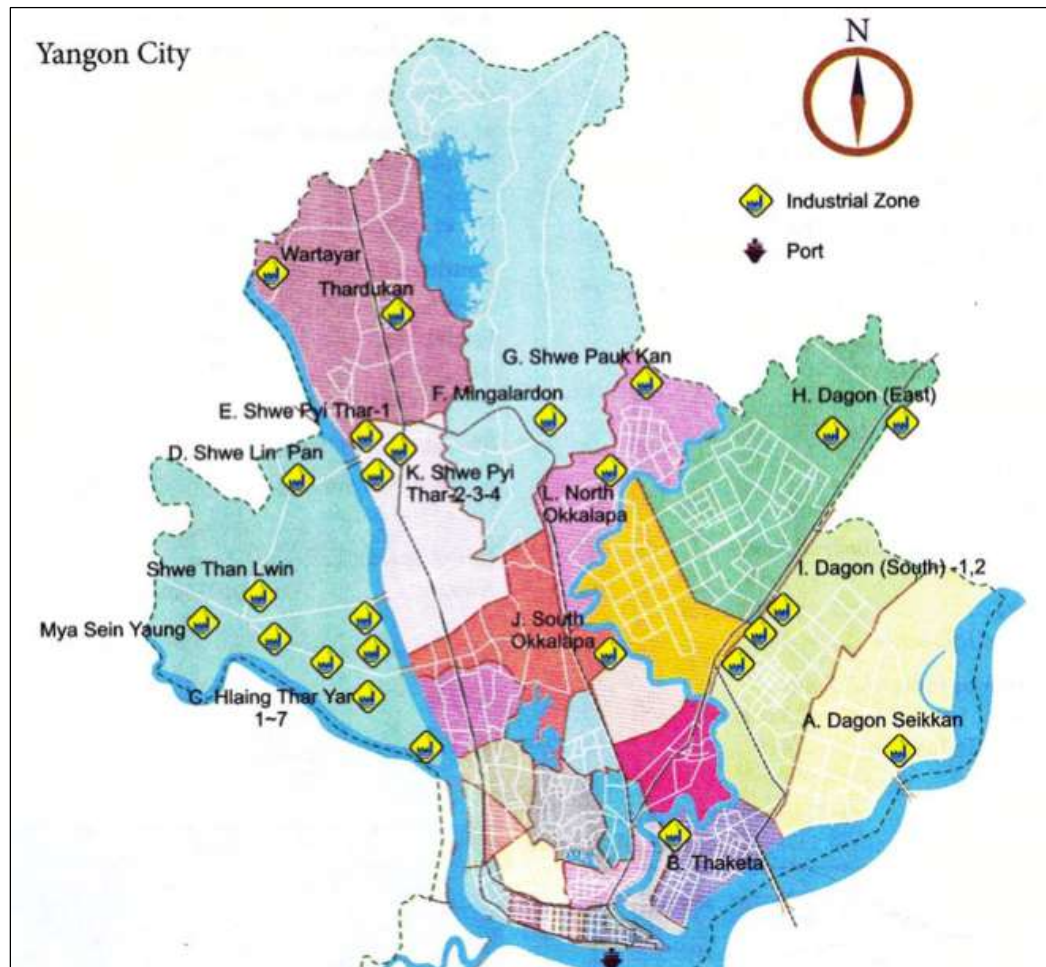 Yangon City
N
Industrial Zone
Port
Wartayar
Thardukan
G. Shwe Pauk Kan
F. Mingalardon
H. Dagon (East)
E. Shwe Pyi Thar-1
D. Shwe Lin Pan
K. Shwe Pyi
Thar-2-3-4
L. North
Okkalapa
Shwe Than Lwin
I. Dagon (South) -1,2
Mya Sein Yaung
J. South
Okkalapa
C. Hlaing Thar Yar
1~7
A. Dagon Seikkan
B. Thaketa